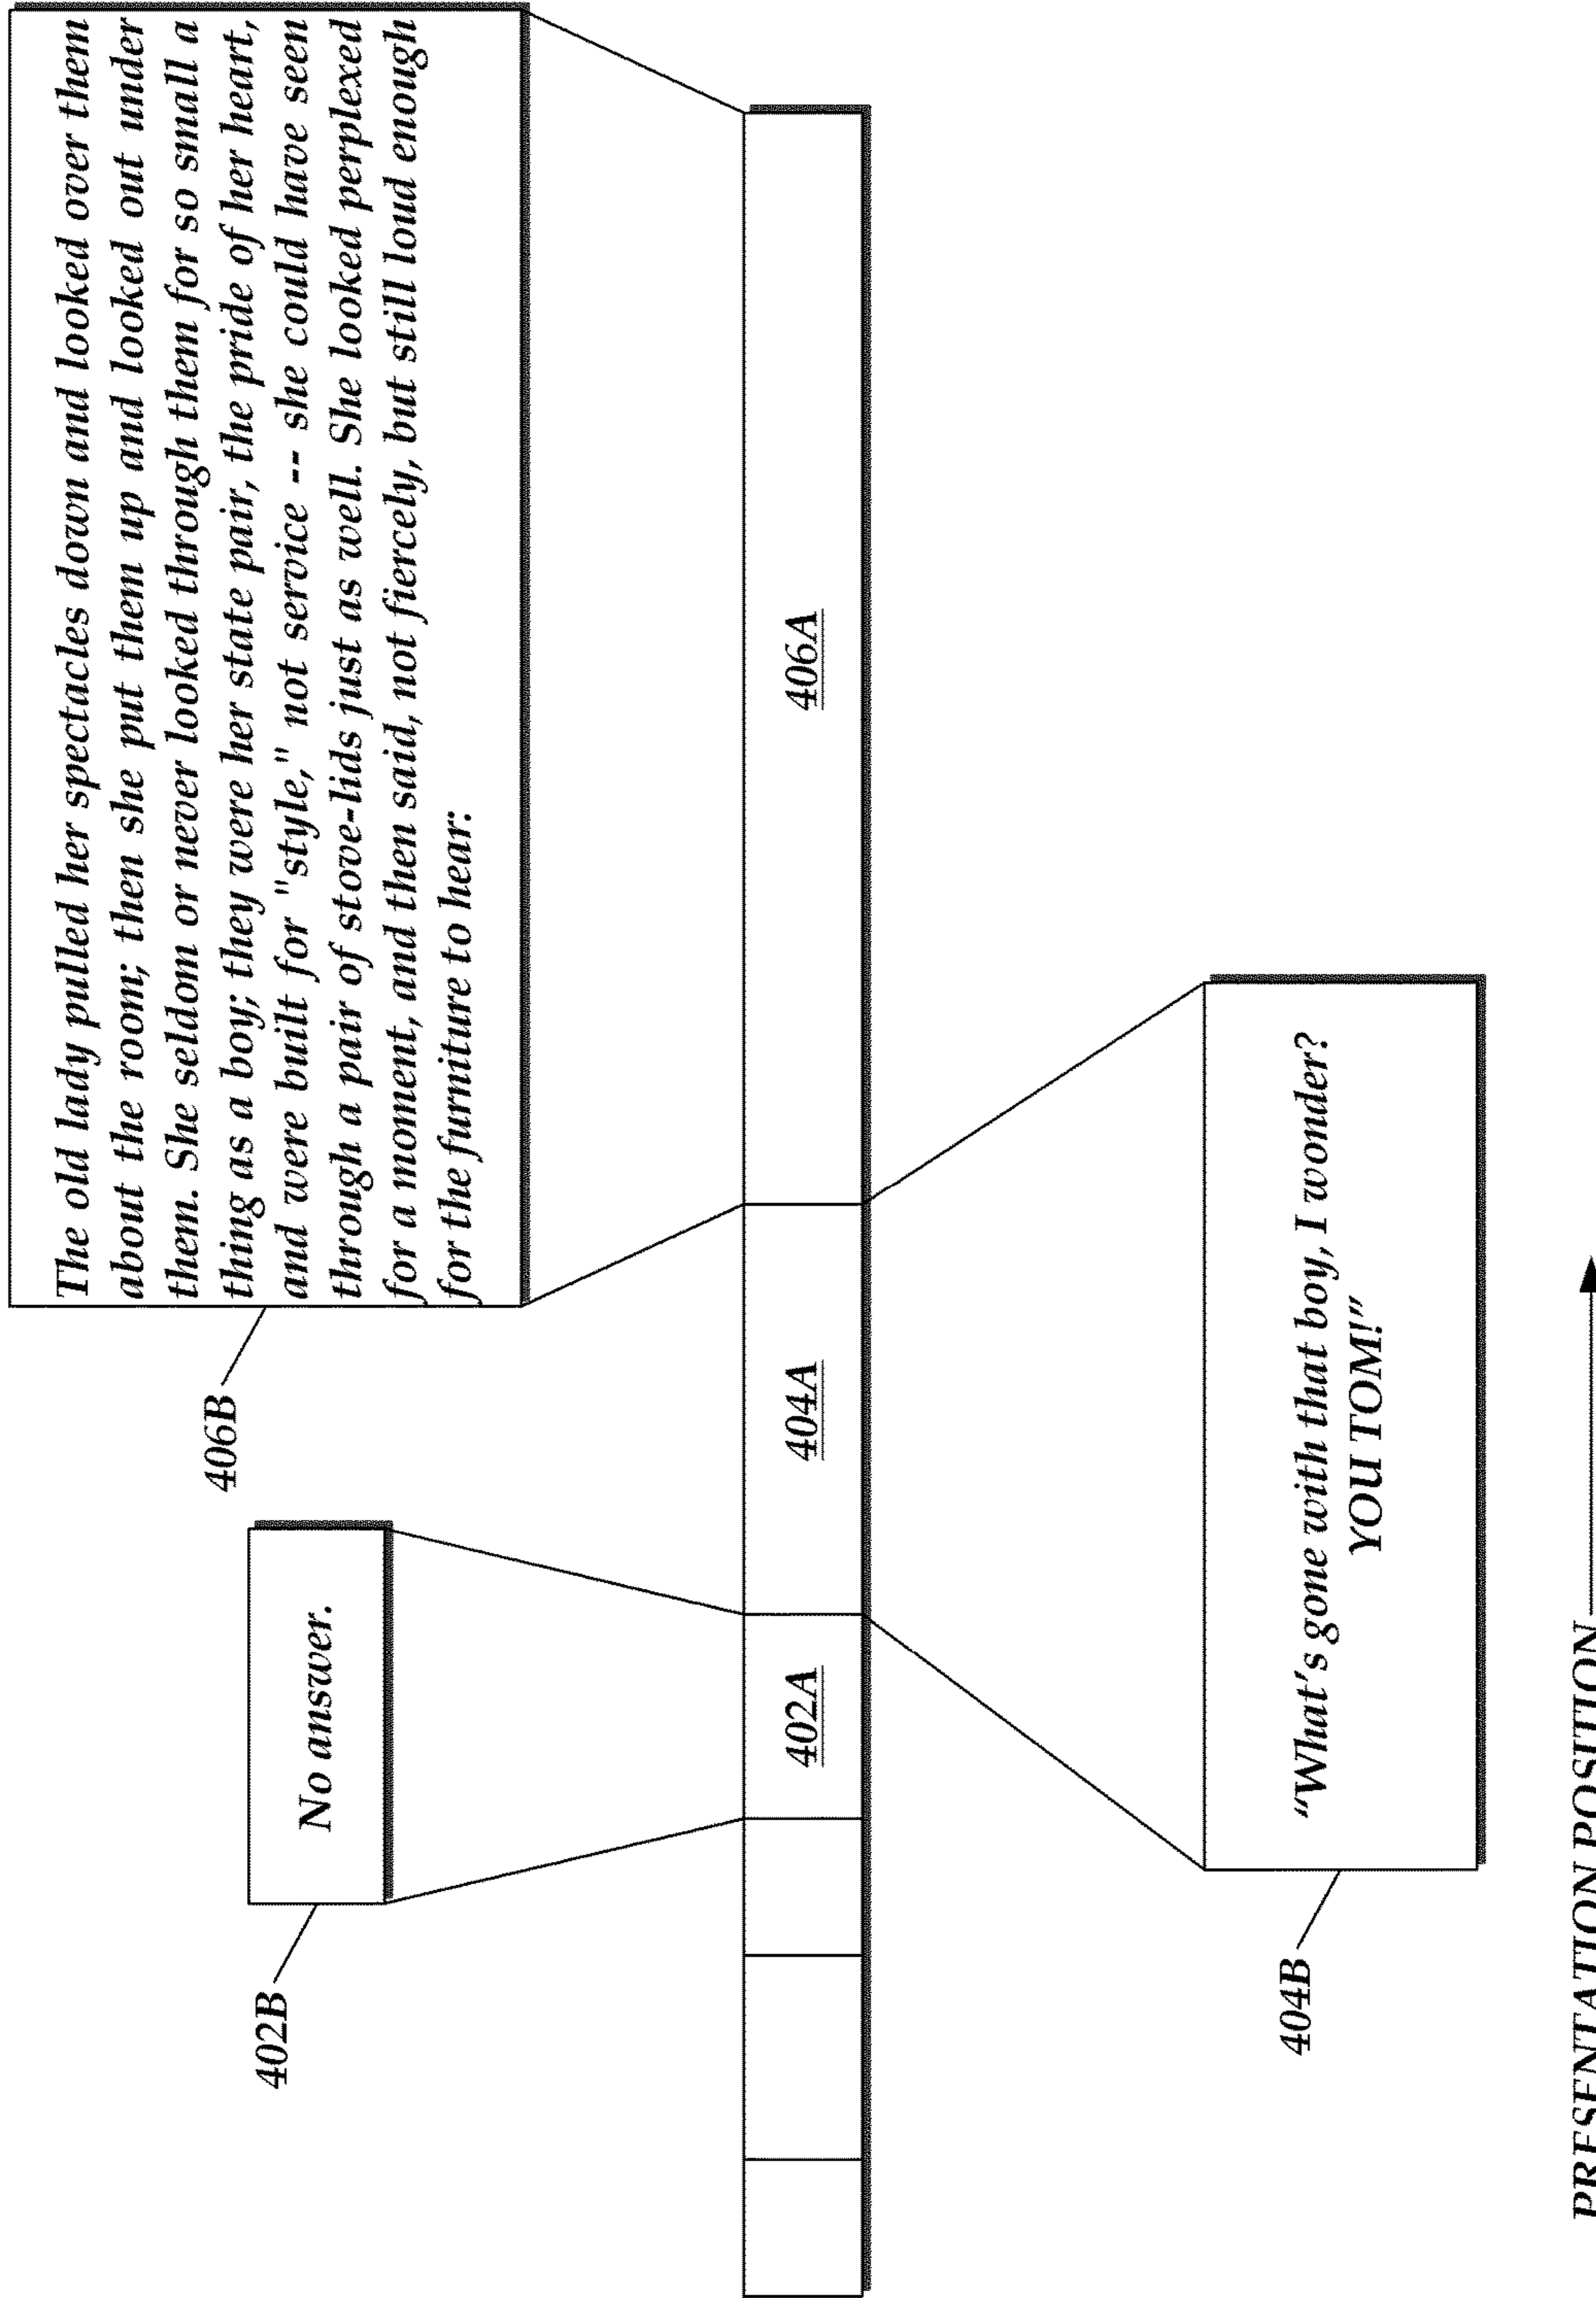 The old lady pulled her spectacles down and looked over them
about the room; then she put them up and looked out under
them. She seldom or never looked through them for so small a
thing as a boy; they were her state pair, the pride of her heart,
and were built for "style," not service -- she could have seen
through a pair of stove-lids just as well. She looked perplexed
for a moment, and then said, not fiercely, but still loud enough
for the furniture to hear:
406B
No answer.
402B
402A
404A
406A
"What's gone with that boy, I wonder?
YOU TOM!"
404B
PRESENTATION POSITION